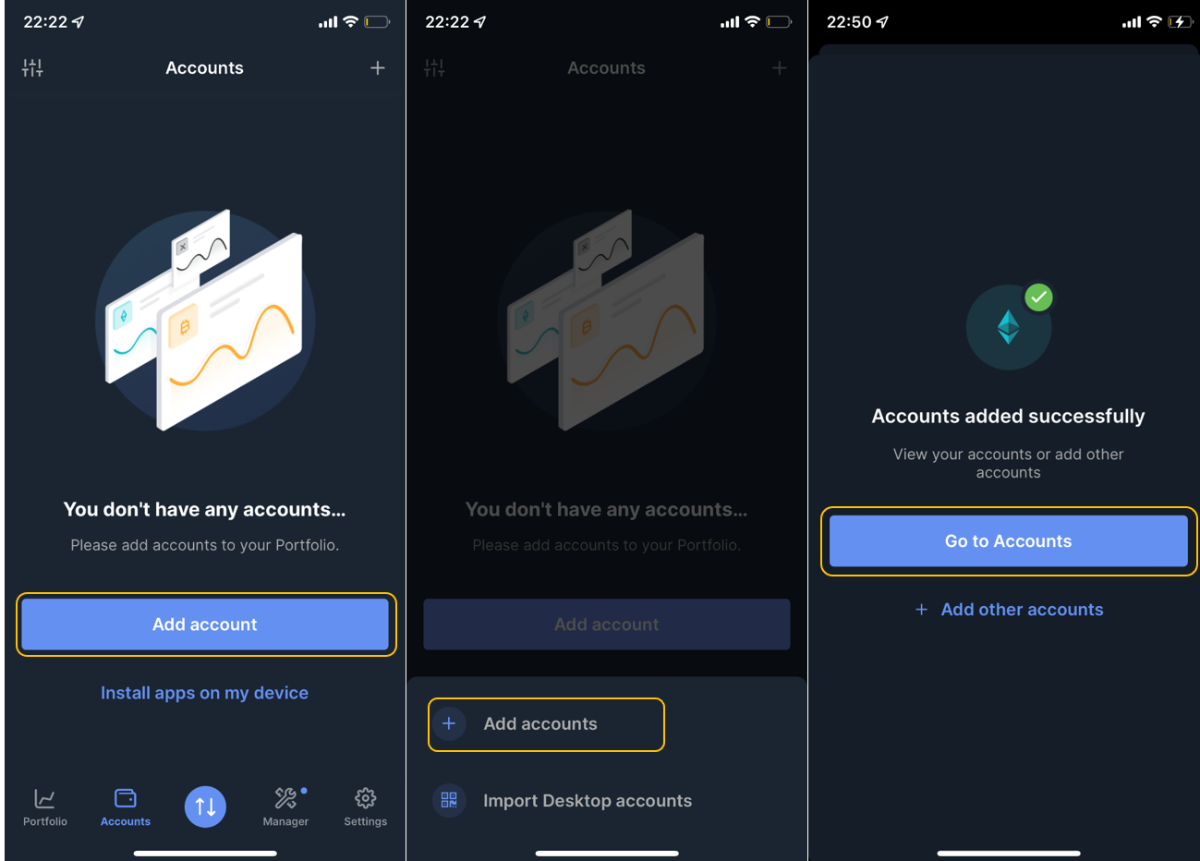 22:22
Accounts
You don't have any accounts...
Please add accounts to your Portfolio.
Add account
Install apps on my device
Portfolio
Accounts
Manager
Settings
22:22
Accounts
You don't have any accounts...
Please add accounts to your Portfolio.
Add account
Add accounts
Import Desktop accounts
22:50
Accounts added successfully
View your accounts or add other
accounts
Go to Accounts
+ Add other accounts